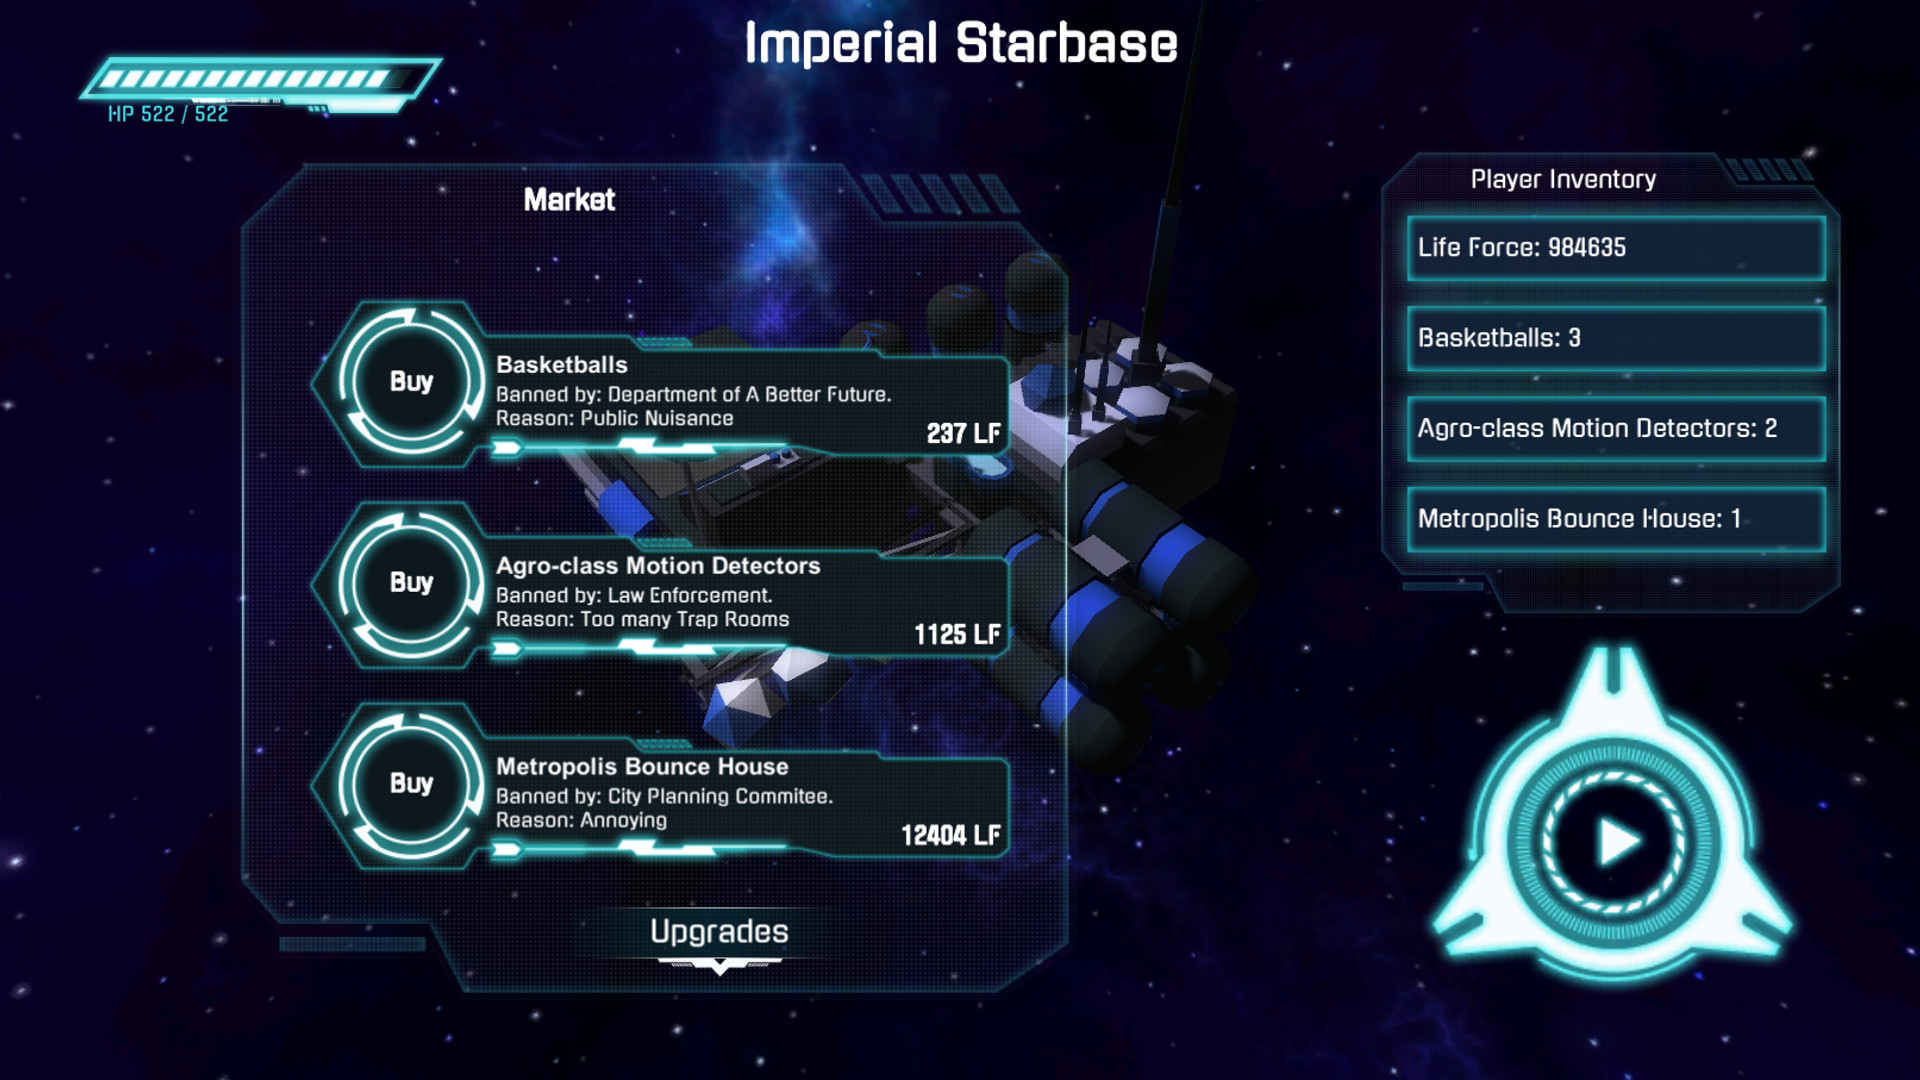 Imperial Starbase
HP 522 / 522
Market
Buy
Basketballs
Banned by: Department of A Better Future.
Reason: Public Nuisance
237 LF
Buy
Agro-class Motion Detectors
Banned by: Law Enforcement.
Reason: Too many Trap Rooms
1125 LF
Buy
Metropolis Bounce House
Banned by: City Planning Commitee.
Reason: Annoying
12404 LF
Upgrades
Player Inventory
Life Force: 984635
Basketballs: 3
Agro-class Motion Detectors: 2
Metropolis Bounce House: 1